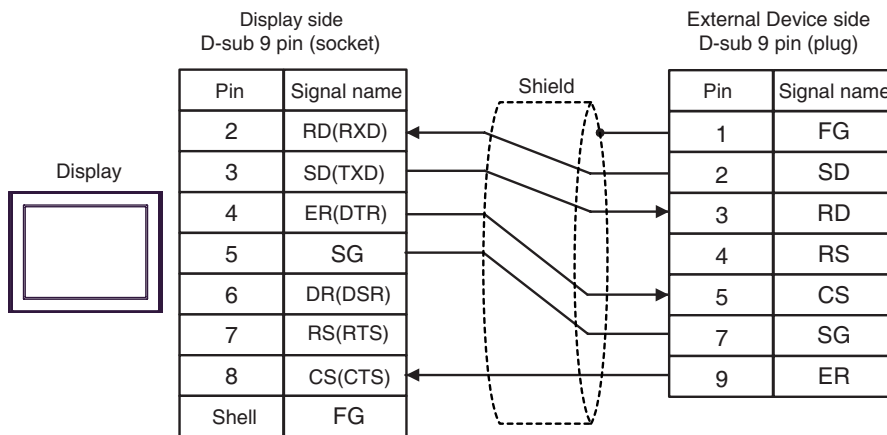 Display side
D-sub 9 pin (socket)
External Device side
D-sub 9 pin (plug)
Display
Shield
Pin Signal name
2 RD(RXD)
3 SD(TXD)
4 ER(DTR)
5 SG
6 DR(DSR)
7 RS(RTS)
8 CS(CTS)
Shell FG
Pin Signal name
1 FG
2 SD
3 RD
4 RS
5 CS
7 SG
9 ER